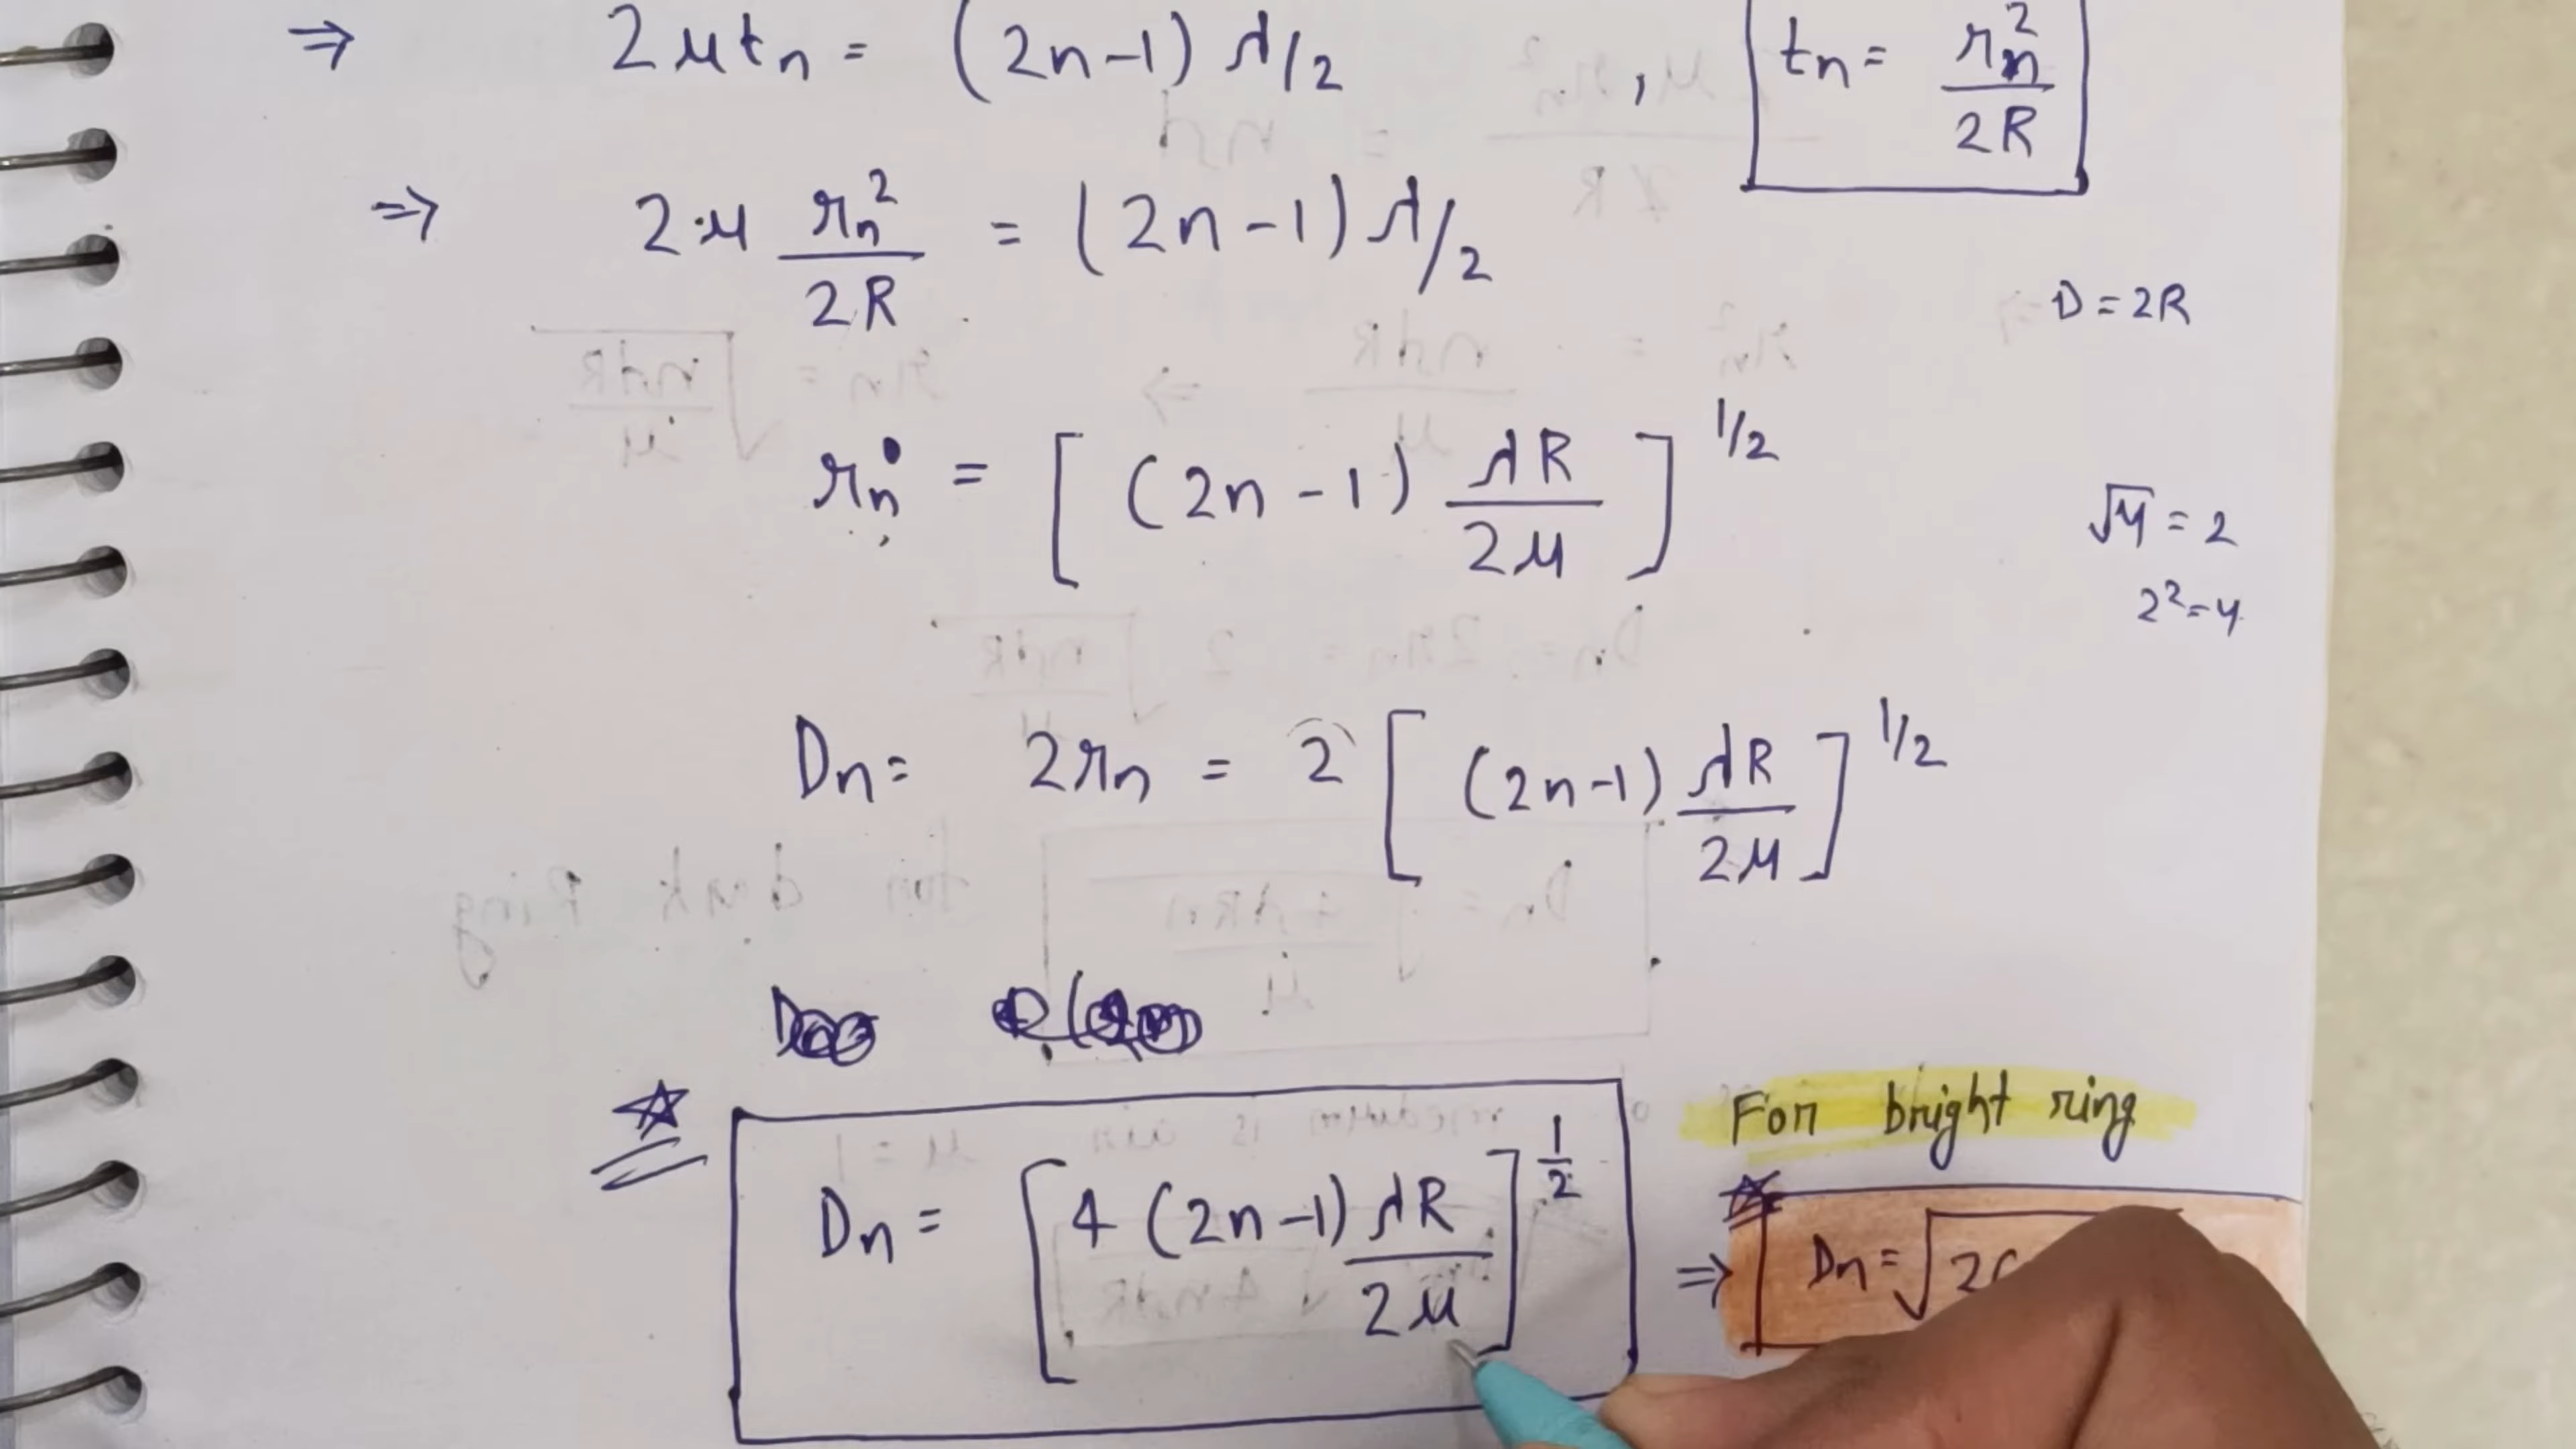 ⇒ 2μtn = (2n-1) λ/2 , tn = rn²/2R
⇒ 2·μ rn²/2R = (2n-1) λ/2
D = 2R
rn = [(2n-1) λR/2μ]^1/2
√4 = 2
2² = 4
Dn = 2rn = 2 [(2n-1) λR/2μ]^1/2
For bright ring
Dn = [4 (2n-1) λR/2μ]^1/2 ⇒ Dn = √2(